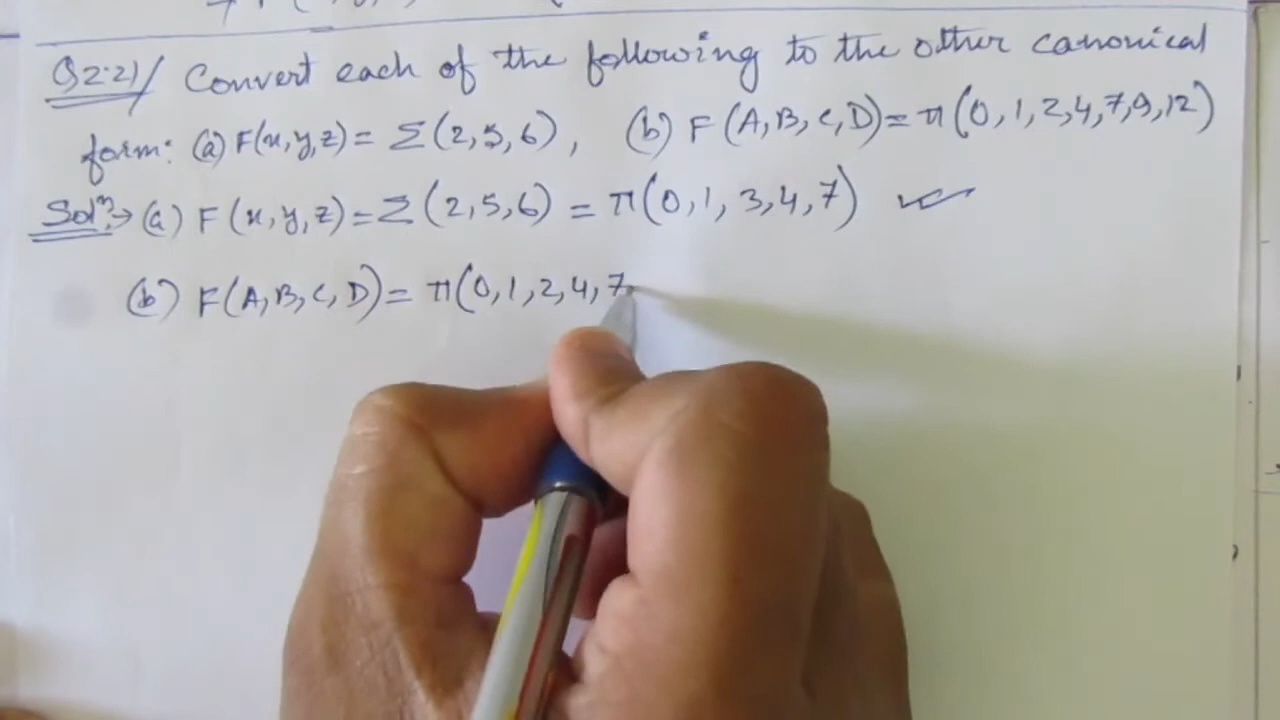 Q2.21/ Convert each of the following to the other canonical
form: (a) F(x,y,z) = Σ(2,5,6), (b) F(A,B,C,D) = π(0,1,2,4,7,9,12)
Solⁿ:→ (a) F(x,y,z) = Σ(2,5,6) = π(0,1,3,4,7)
(b) F(A,B,C,D) = π(0,1,2,4,7